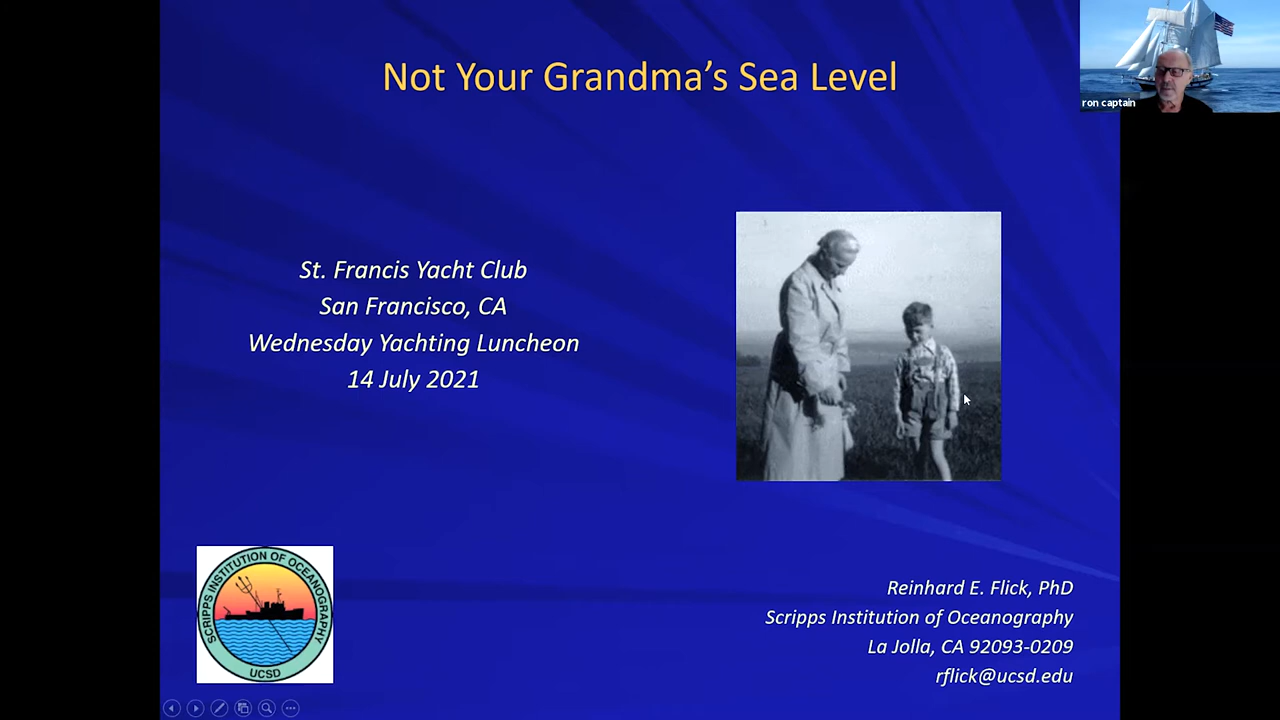 Not Your Grandma's Sea Level
ron captain
St. Francis Yacht Club
San Francisco, CA
Wednesday Yachting Luncheon
14 July 2021
SCRIPPS INSTITUTION OF OCEANOGRAPHY
UCSD
Reinhard E. Flick, PhD
Scripps Institution of Oceanography
La Jolla, CA 92093-0209
rflick@ucsd.edu